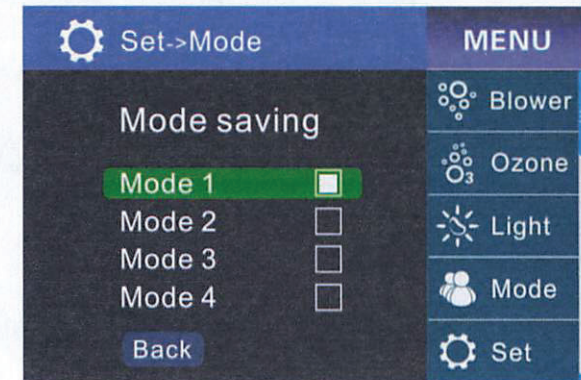 Set->Mode
Mode saving
Mode 1
Mode 2
Mode 3
Mode 4
Back
MENU
Blower
O₃ Ozone
Light
Mode
Set